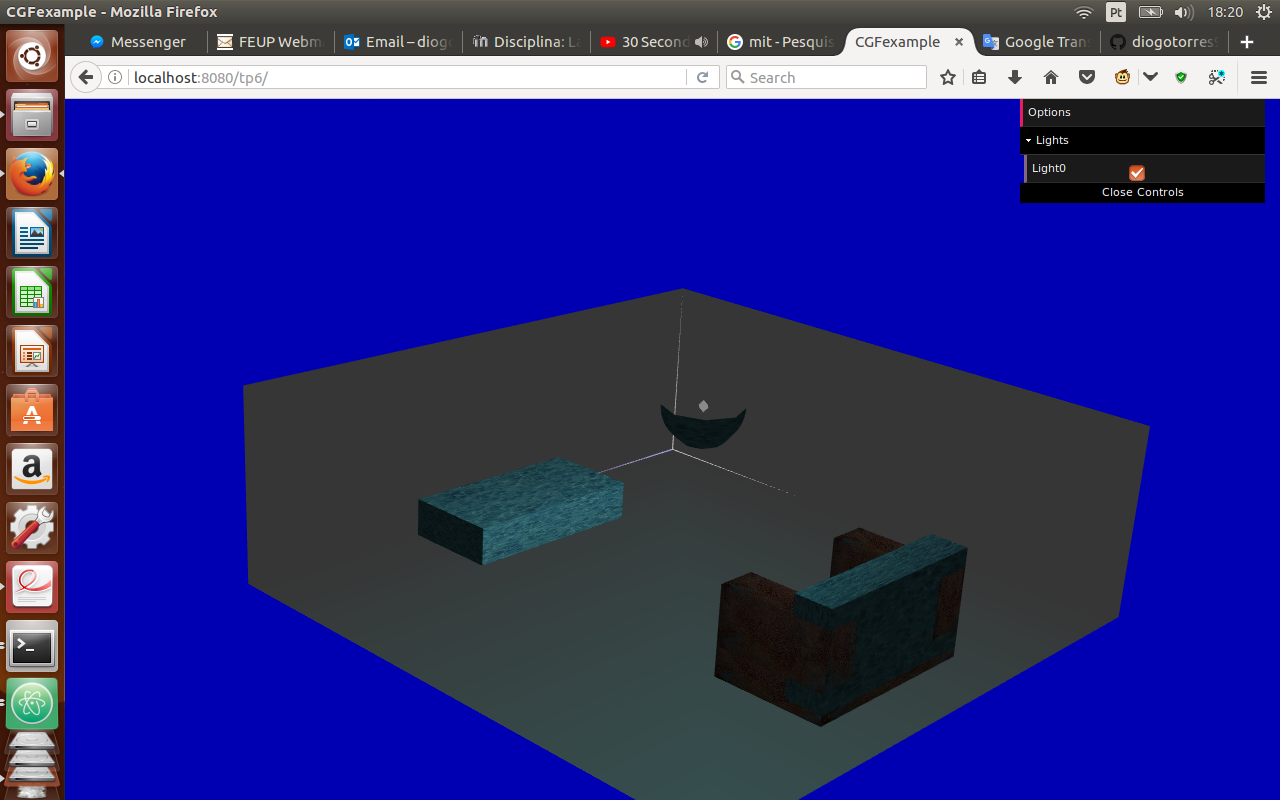 CGFexample - Mozilla Firefox
Pt
18:20
Messenger
FEUP Webm
Email – diog
Disciplina: L
30 Second
mit - Pesquis
CGFexample
Google Tran
diogotorres
localhost:8080/tp6/
Search
Options
Lights
Light0
Close Controls